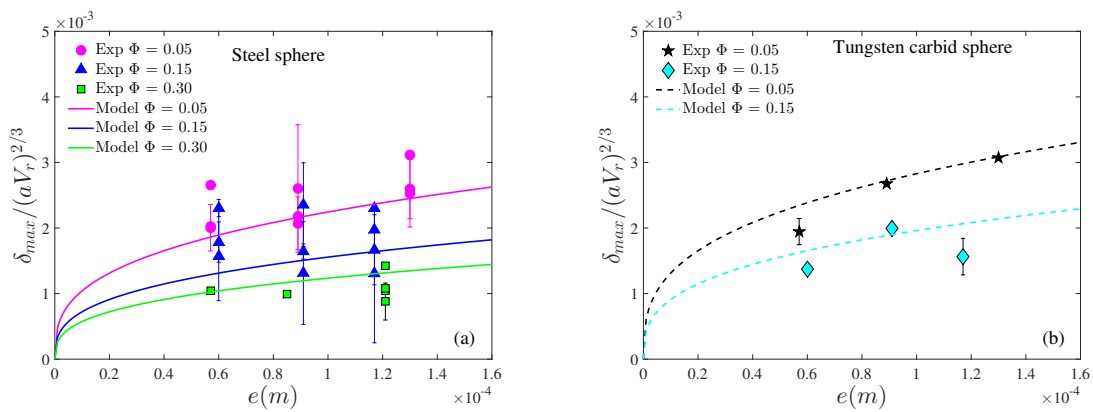 ×10⁻³
5
4
3
2
1
0
δₘₐₓ/(aVᵣ)²/³
Steel sphere
Exp Φ = 0.05
Exp Φ = 0.15
Exp Φ = 0.30
Model Φ = 0.05
Model Φ = 0.15
Model Φ = 0.30
(a)
0 0.2 0.4 0.6 0.8 1 1.2 1.4 1.6
e(m)
×10⁻⁴
×10⁻³
5
4
3
2
1
0
δₘₐₓ/(aVᵣ)²/³
Tungsten carbid sphere
Exp Φ = 0.05
Exp Φ = 0.15
Model Φ = 0.05
Model Φ = 0.15
(b)
0 0.2 0.4 0.6 0.8 1 1.2 1.4 1.6
e(m)
×10⁻⁴